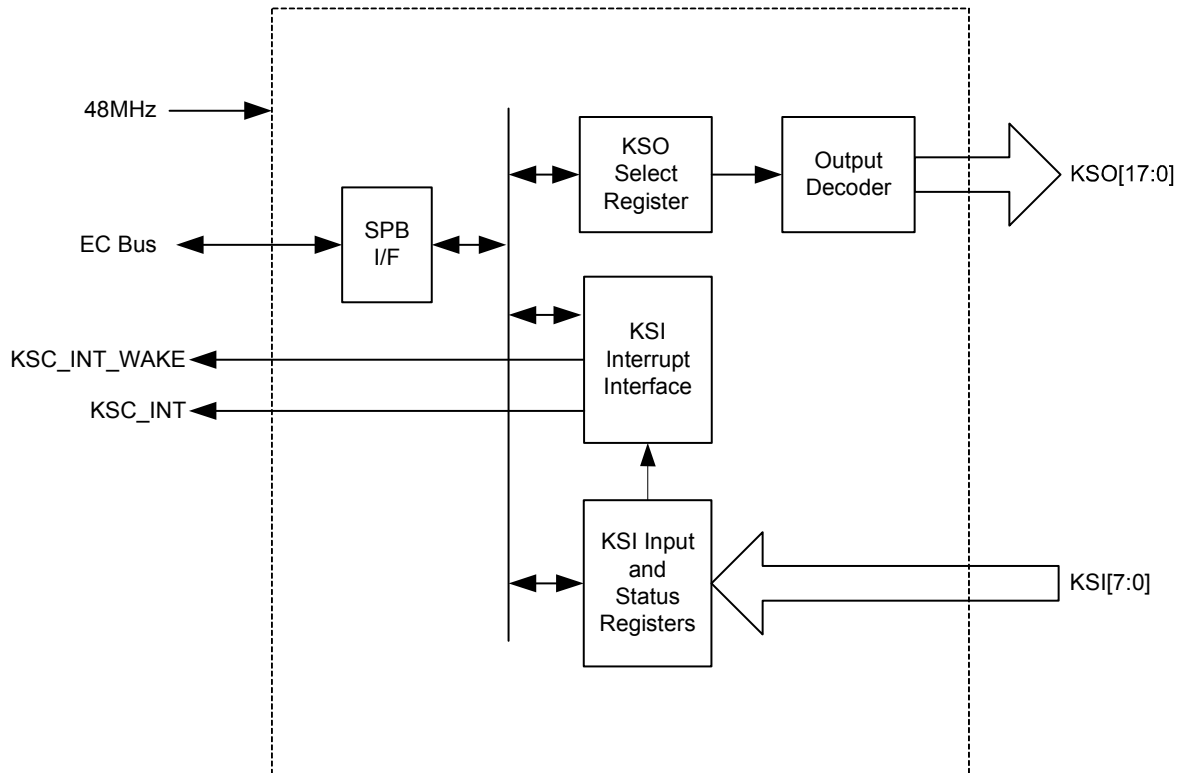 48MHz
KSO
Select
Register
Output
Decoder
KSO[17:0]
EC Bus
SPB
I/F
KSI
Interrupt
Interface
KSC_INT_WAKE
KSC_INT
KSI Input
and
Status
Registers
KSI[7:0]